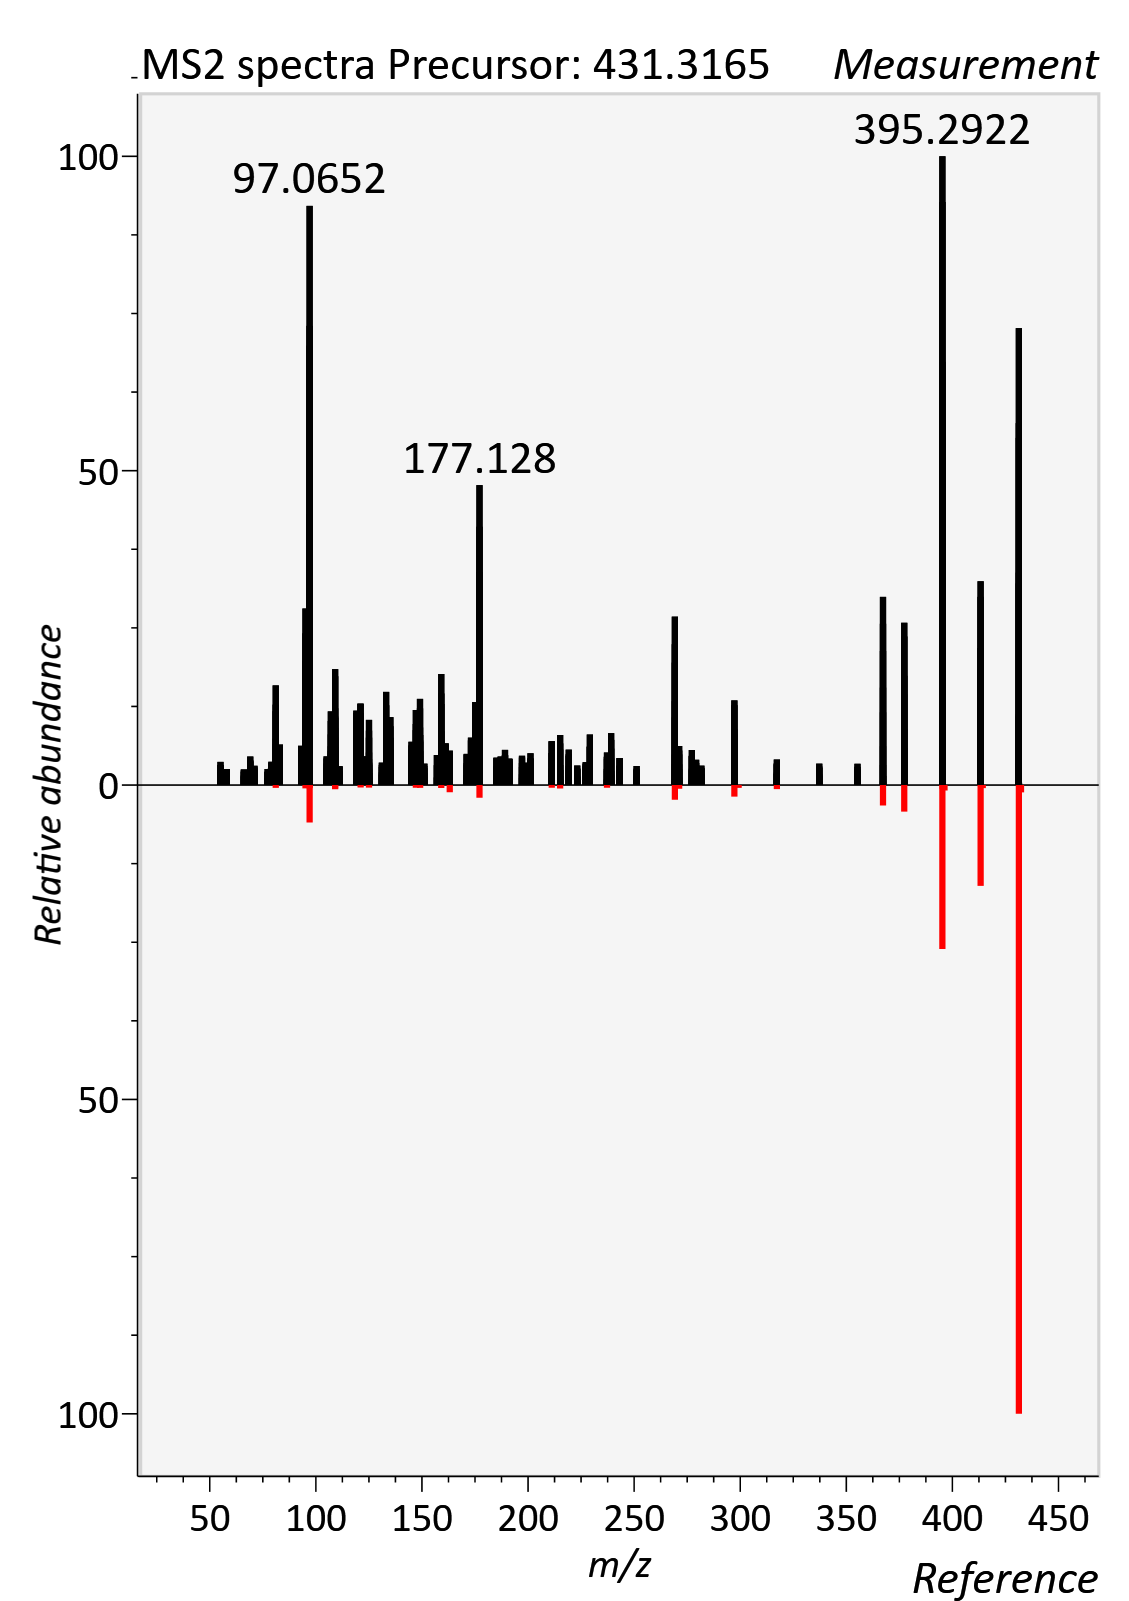 MS2 spectra Precursor: 431.3165 Measurement
395.2922
100
97.0652
50
177.128
0
Relative abundance
50
100
50 100 150 200 250 300 350 400 450
m/z
Reference